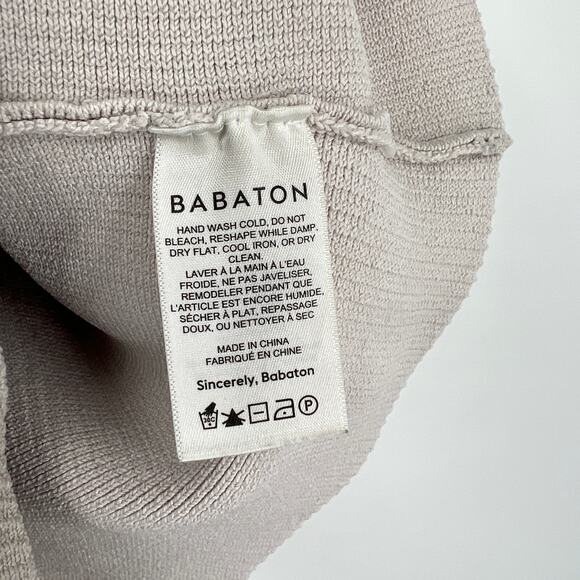 BABATON
HAND WASH COLD, DO NOT
BLEACH, RESHAPE WHILE DAMP,
DRY FLAT, COOL IRON, OR DRY
CLEAN.
LAVER À LA MAIN À L'EAU
FROIDE, NE PAS JAVELISER,
REMODELER PENDANT QUE
L'ARTICLE EST ENCORE HUMIDE,
SÉCHER À PLAT, REPASSAGE
DOUX, OU NETTOYER À SEC
MADE IN CHINA
FABRIQUÉ EN CHINE
Sincerely, Babaton
30C P